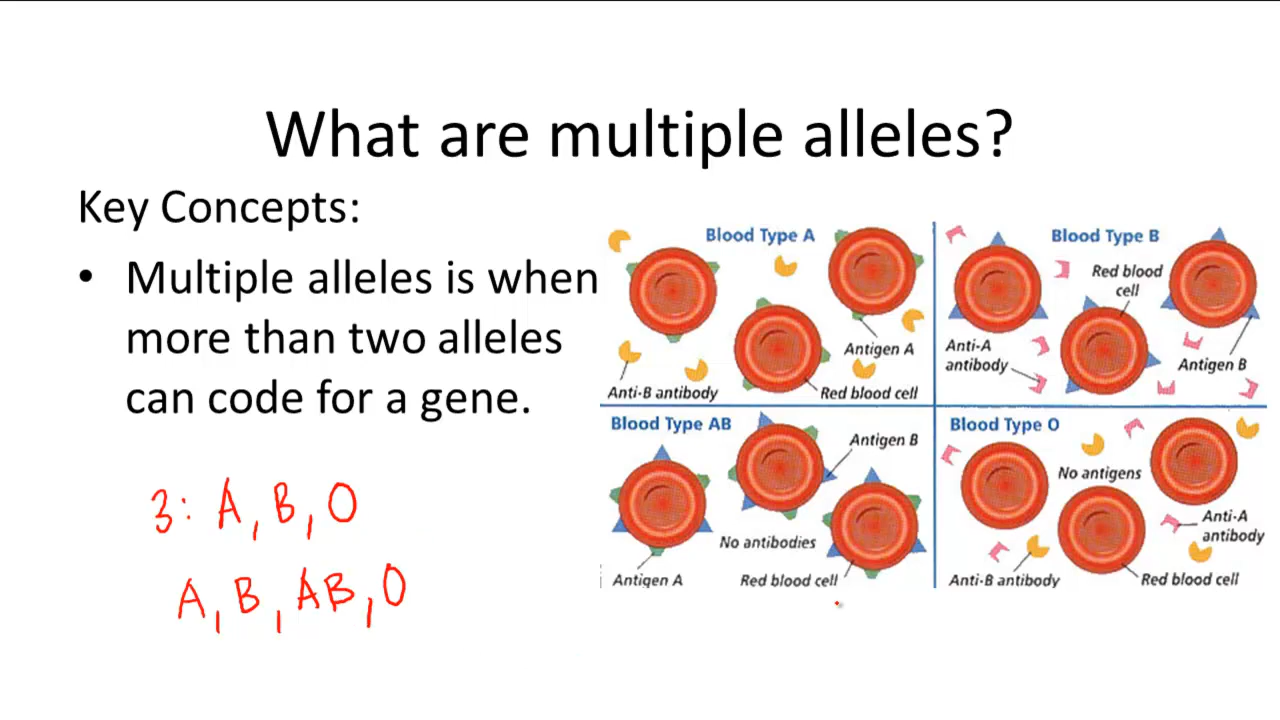 What are multiple alleles?
Key Concepts:
• Multiple alleles is when
more than two alleles
can code for a gene.
3: A, B, O
A, B, AB, O
Blood Type A
Antigen A
Anti-B antibody
Red blood cell
Blood Type B
Red blood
cell
Anti-A
antibody
Antigen B
Blood Type AB
Antigen B
No antibodies
Antigen A
Red blood cell
Blood Type O
No antigens
Anti-A
antibody
Anti-B antibody
Red blood cell